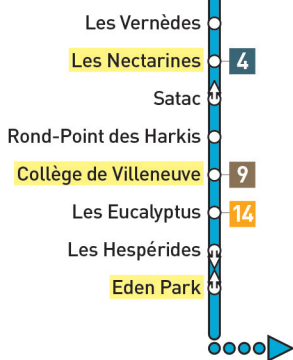 Les Vernèdes
Les Nectarines 4
Satac
Rond-Point des Harkis
Collège de Villeneuve 9
Les Eucalyptus 14
Les Hespérides
Eden Park